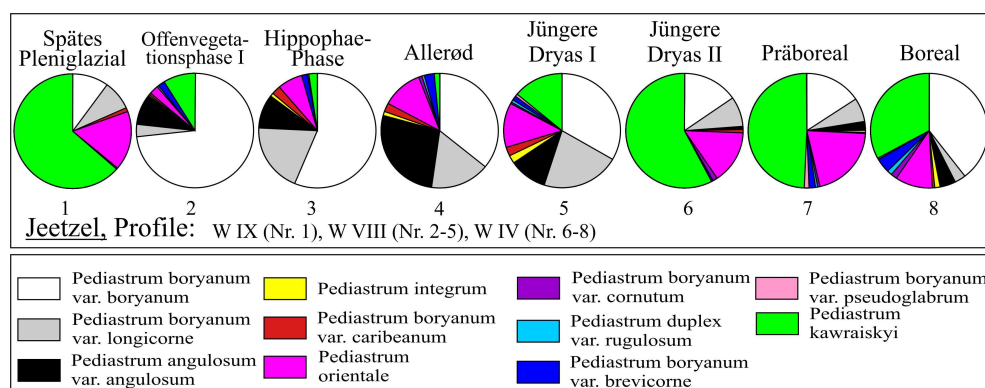 Spätes
Pleniglazial
Offenvegeta-
tionsphase I
Hippophae-
Phase
Allerød
Jüngere
Dryas I
Jüngere
Dryas II
Präboreal
Boreal
1 2 3 4 5 6 7 8
Jeetzel, Profile: W IX (Nr. 1), W VIII (Nr. 2-5), W IV (Nr. 6-8)
Pediastrum boryanum
var. boryanum
Pediastrum boryanum
var. longicorne
Pediastrum angulosum
var. angulosum
Pediastrum integrum
Pediastrum boryanum
var. caribeanum
Pediastrum
orientale
Pediastrum boryanum
var. cornutum
Pediastrum duplex
var. rugulosum
Pediastrum boryanum
var. brevicorne
Pediastrum boryanum
var. pseudoglabrum
Pediastrum
kawraiskyi